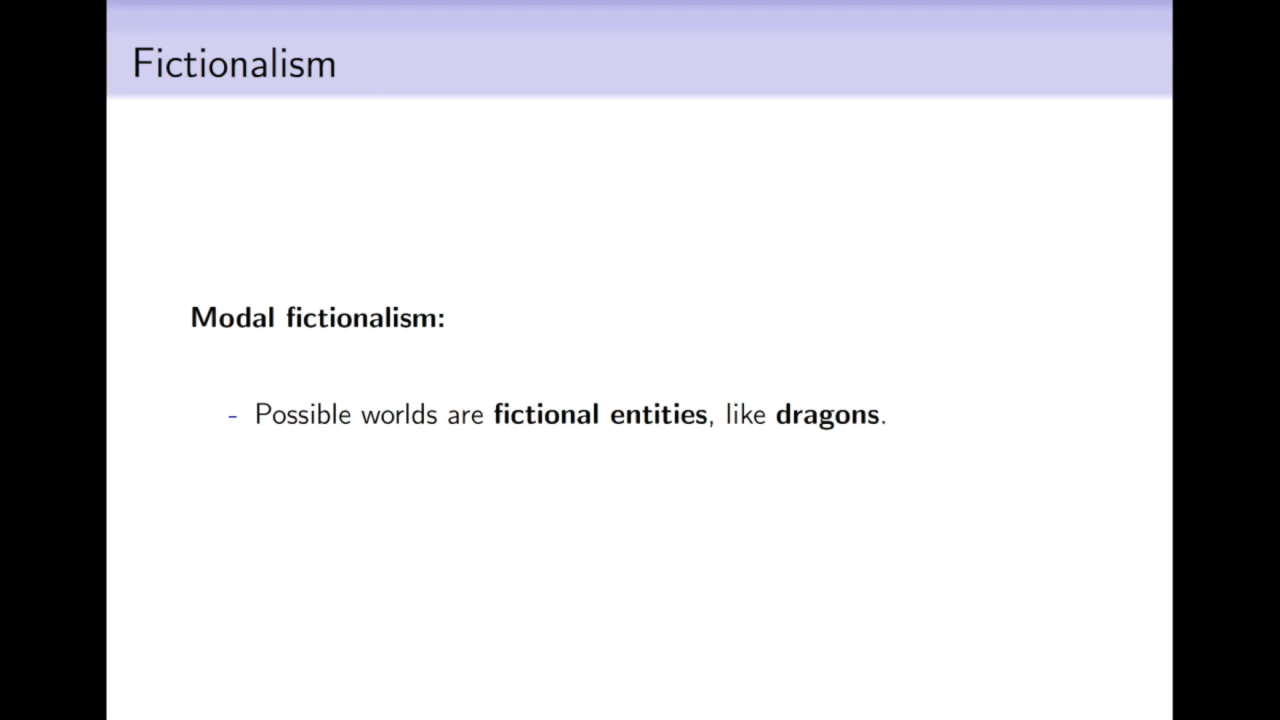 Fictionalism
Modal fictionalism:
- Possible worlds are fictional entities, like dragons.